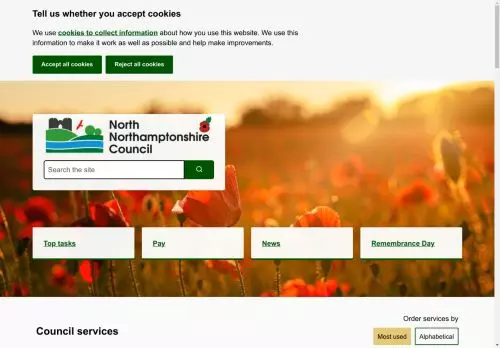 Tell us whether you accept cookies
We use cookies to collect information about how you use this website. We use this
information to make it work as well as possible and help make improvements.
Accept all cookies
Reject all cookies
North
Northamptonshire
Council
Search the site
Top tasks
Pay
News
Remembrance Day
Order services by
Council services
Most used
Alphabetical